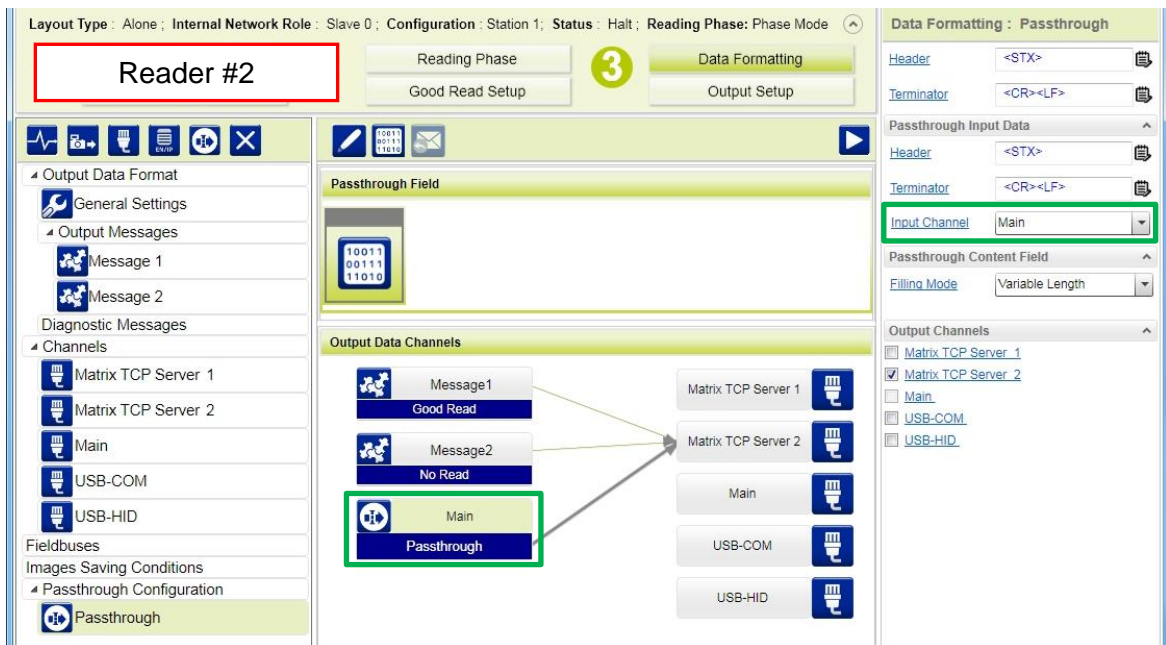 Layout Type : Alone ; Internal Network Role : Slave 0 ; Configuration : Station 1; Status : Halt ; Reading Phase: Phase Mode
Reader #2
Reading Phase
3
Data Formatting
Good Read Setup
Output Setup
EN/IP
Output Data Format
General Settings
Output Messages
Message 1
Message 2
Diagnostic Messages
Channels
Matrix TCP Server 1
Matrix TCP Server 2
Main
USB-COM
USB-HID
Fieldbuses
Images Saving Conditions
Passthrough Configuration
Passthrough
10011
00111
11010
Passthrough Field
10011
00111
11010
Output Data Channels
Message1
Good Read
Message2
No Read
Main
Passthrough
Matrix TCP Server 1
Matrix TCP Server 2
Main
USB-COM
USB-HID
Data Formatting : Passthrough
Header <STX>
Terminator <CR><LF>
Passthrough Input Data
Header <STX>
Terminator <CR><LF>
Input Channel Main
Passthrough Content Field
Filling Mode Variable Length
Output Channels
Matrix TCP Server 1
Matrix TCP Server 2
Main
USB-COM
USB-HID